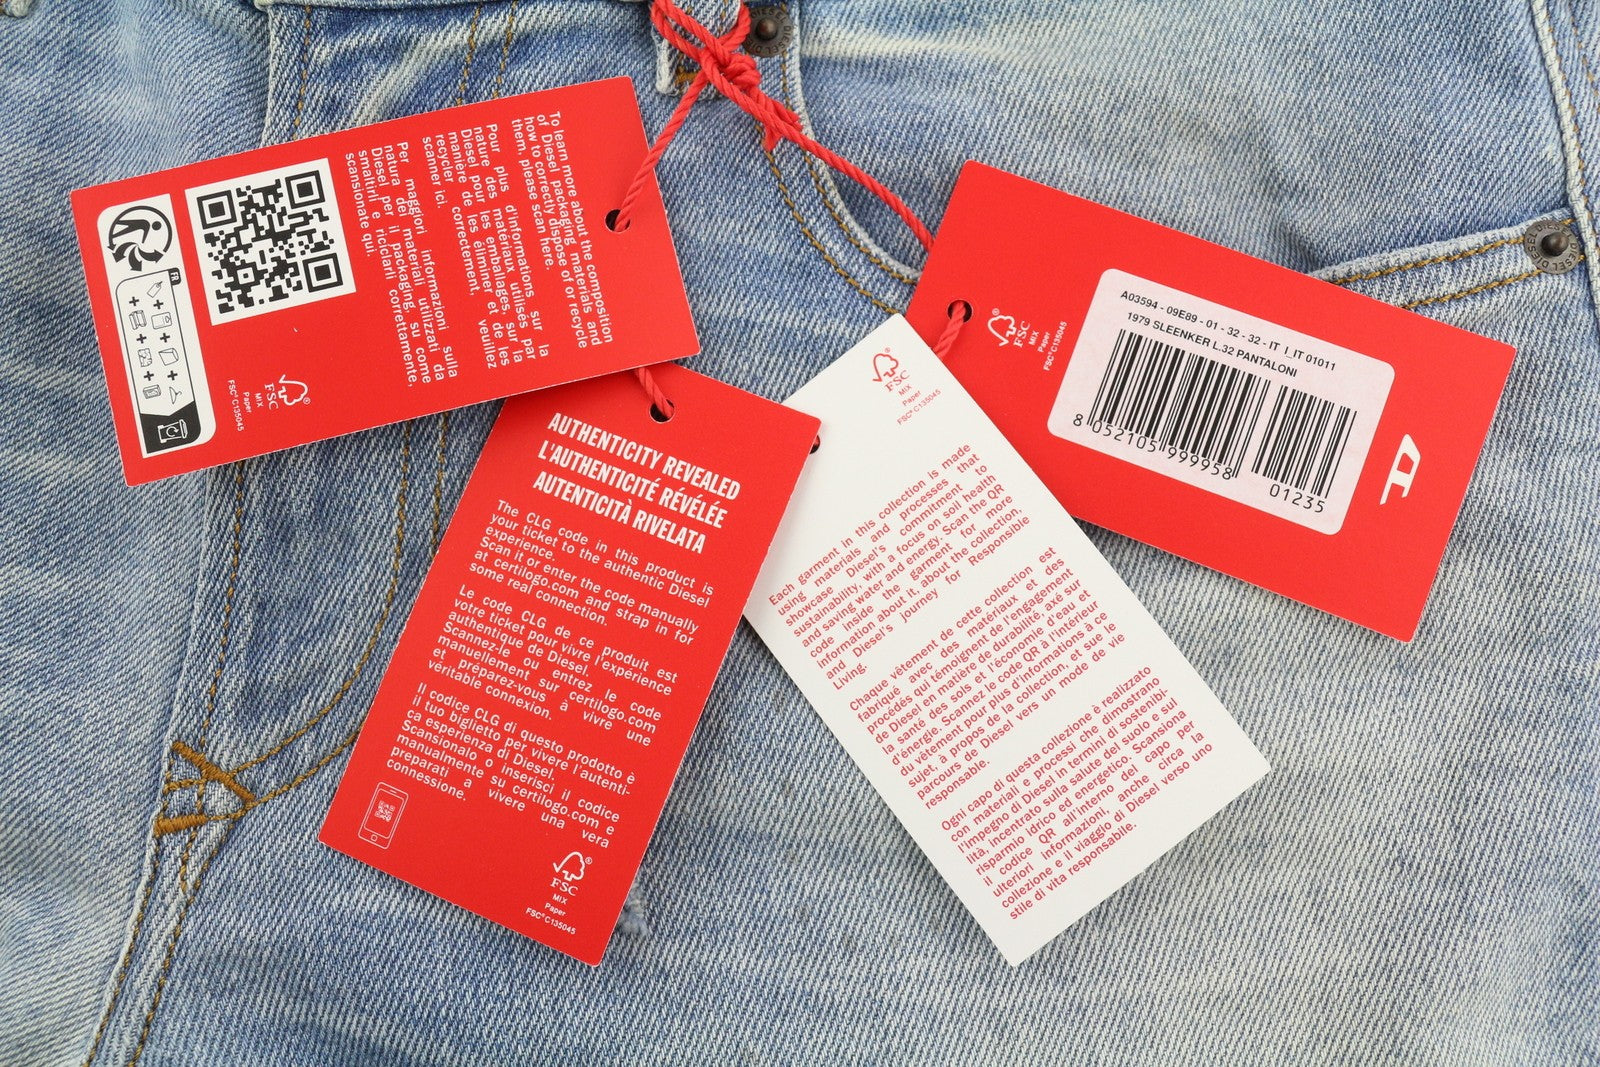 To learn more about the composition
of Diesel packaging materials and
how to correctly dispose of or recycle
them, please scan here.
Pour plus d'informations sur la
nature des matériaux utilisés par
Diesel pour les emballages, sur la
manière de les éliminer et de les
recycler correctement, veuillez
scanner ici.
Per maggiori informazioni sulla
natura dei materiali utilizzati da
Diesel per il packaging, su come
smaltirli e riciclarli correttamente,
scansionate qui.
FR
FSC®
MIX
Paper
FSC® C135045
AUTHENTICITY REVEALED
L'AUTHENTICITÉ RÉVÉLÉE
AUTENTICITÀ RIVELATA
The CLG code in this product is
your ticket to the authentic Diesel
experience.
Scan it or enter the code manually
at certilogo.com and strap in for
some real connection.
Le code CLG de ce produit est
votre ticket pour vivre l'expérience
authentique de Diesel.
Scannez-le ou entrez le code
manuellement sur certilogo.com
et préparez-vous à vivre une
véritable connexion.
Il codice CLG di questo prodotto è
il tuo biglietto per vivere l'autenti-
ca esperienza di Diesel.
Scansionalo o inserisci il codice
manualmente su certilogo.com e
preparati a vivere una vera
connessione.
FSC®
MIX
Paper
FSC® C135045
FSC®
MIX
Paper
FSC® C135045
Each garment in this collection is made
using materials and processes that
showcase Diesel's commitment to
sustainability, with a focus on soil health
and saving water and energy. Scan the QR
code inside the garment for more
information about it, about the collection,
and Diesel's journey for Responsible
Living.
Chaque vêtement de cette collection est
fabriqué avec des matériaux et des
procédés qui témoignent de l'engagement
de Diesel en matière de durabilité, axé sur
la santé des sols et l'économie d'eau et
d'énergie. Scannez le code QR à l'intérieur
du vêtement pour plus d'informations à ce
sujet, à propos de la collection, et sur le
parcours de Diesel vers un mode de vie
responsable.
Ogni capo di questa collezione è realizzato
con materiali e processi che dimostrano
l'impegno di Diesel in termini di sostenibi-
lità, incentrato sulla salute del suolo e sul
risparmio idrico ed energetico. Scansiona
il codice QR all'interno del capo per
ulteriori informazioni, anche circa la
collezione e il viaggio di Diesel verso uno
stile di vita responsabile.
FSC®
MIX
Paper
FSC® C135045
A03594 - 09E89 - 01 - 32 - 32 - IT I_IT 01011
1979 SLEENKER L.32 PANTALONI
8 052105 999958
01235
D
DIESEL
DIESEL